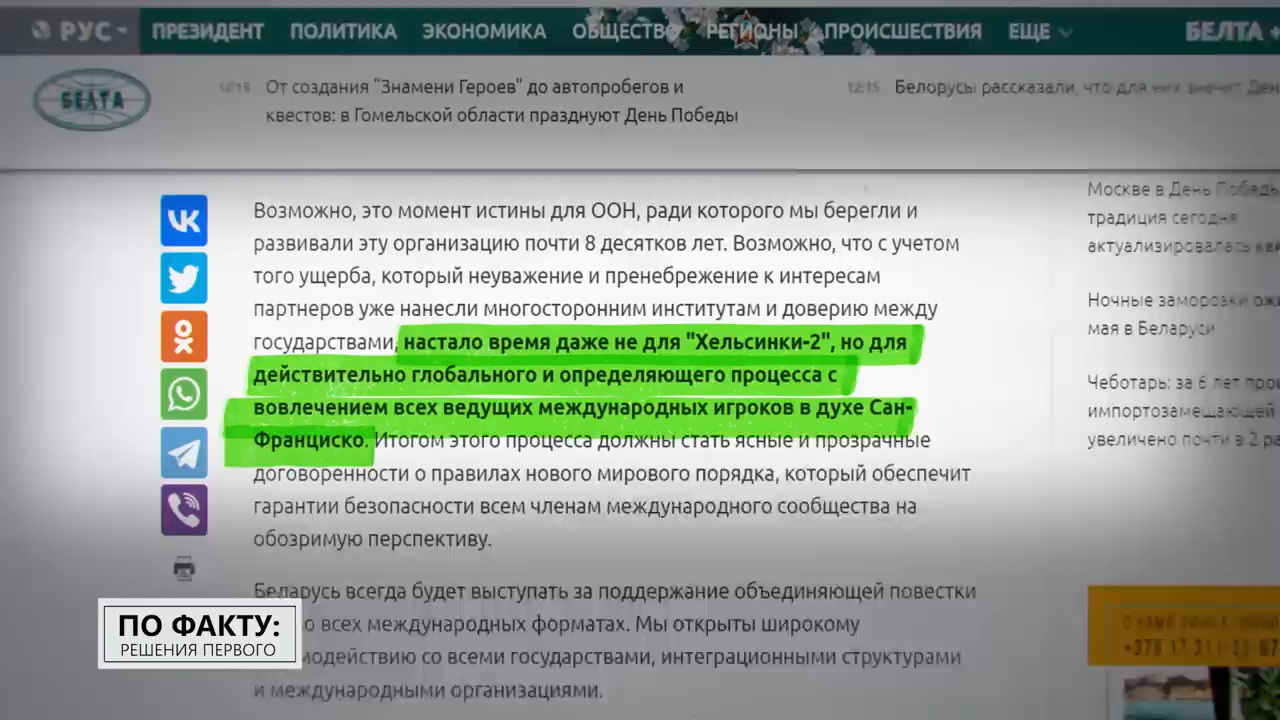 РУС
ПРЕЗИДЕНТ ПОЛИТИКА ЭКОНОМИКА ОБЩЕСТВО РЕГИОНЫ ПРОИСШЕСТВИЯ ЕЩЕ
БЕЛТА +
БЕЛТА
12:18 От создания "Знамени Героев" до автопробегов и
квестов: в Гомельской области празднуют День Победы
12:15 Белорусы рассказали, что для них значит Ден
Возможно, это момент истины для ООН, ради которого мы берегли и
развивали эту организацию почти 8 десятков лет. Возможно, что с учетом
того ущерба, который неуважение и пренебрежение к интересам
партнеров уже нанесли многосторонним институтам и доверию между
государствами, настало время даже не для "Хельсинки-2", но для
действительно глобального и определяющего процесса с
вовлечением всех ведущих международных игроков в духе Сан-
Франциско. Итогом этого процесса должны стать ясные и прозрачные
договоренности о правилах нового мирового порядка, который обеспечит
гарантии безопасности всем членам международного сообщества на
обозримую перспективу.
Беларусь всегда будет выступать за поддержание объединяющей повестки
о всех международных форматах. Мы открыты широкому
модействию со всеми государствами, интеграционными структурами
и международными организациями.
Москве в День Победы
традиция сегодня
актуализировалась как
Ночные заморозки ожи
мая в Беларуси
Чеботарь: за 6 лет прои
импортозамещающей
увеличено почти в 2 ра
ПО ФАКТУ:
РЕШЕНИЯ ПЕРВОГО